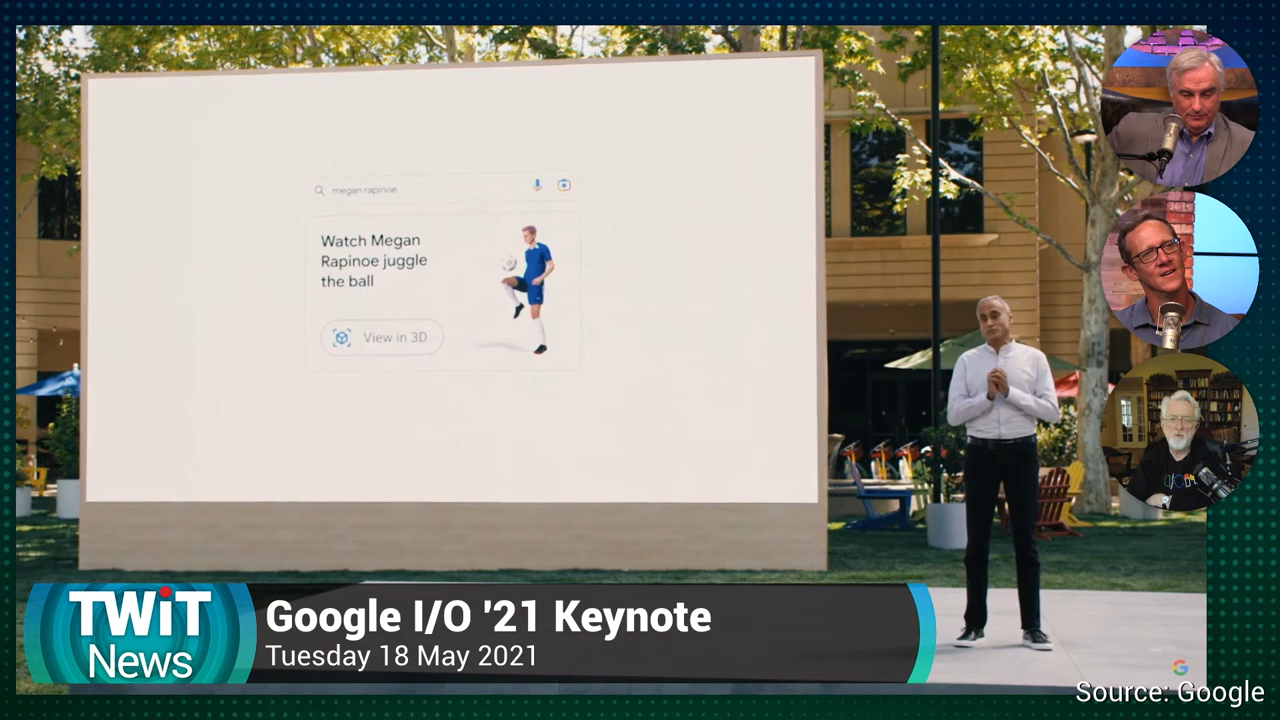 megan rapinoe
Watch Megan
Rapinoe juggle
the ball
View in 3D
TWiT
News
Google I/O '21 Keynote
Tuesday 18 May 2021
Source: Google